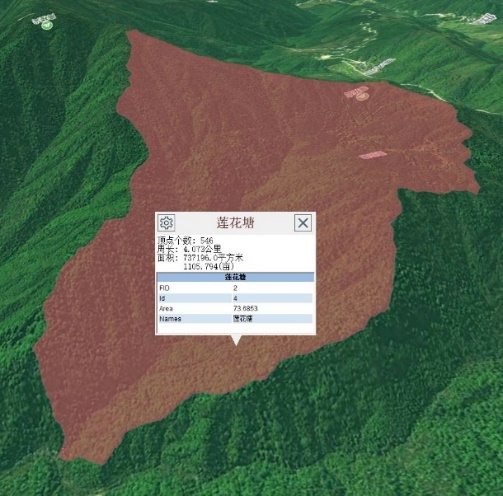 莲花塘
顶点个数: 546
周长: 4.073公里
面积: 737196.0平方米
1105.794(亩)
莲花塘
FID 2
Id 4
Area 73.6853
Names 莲花塘